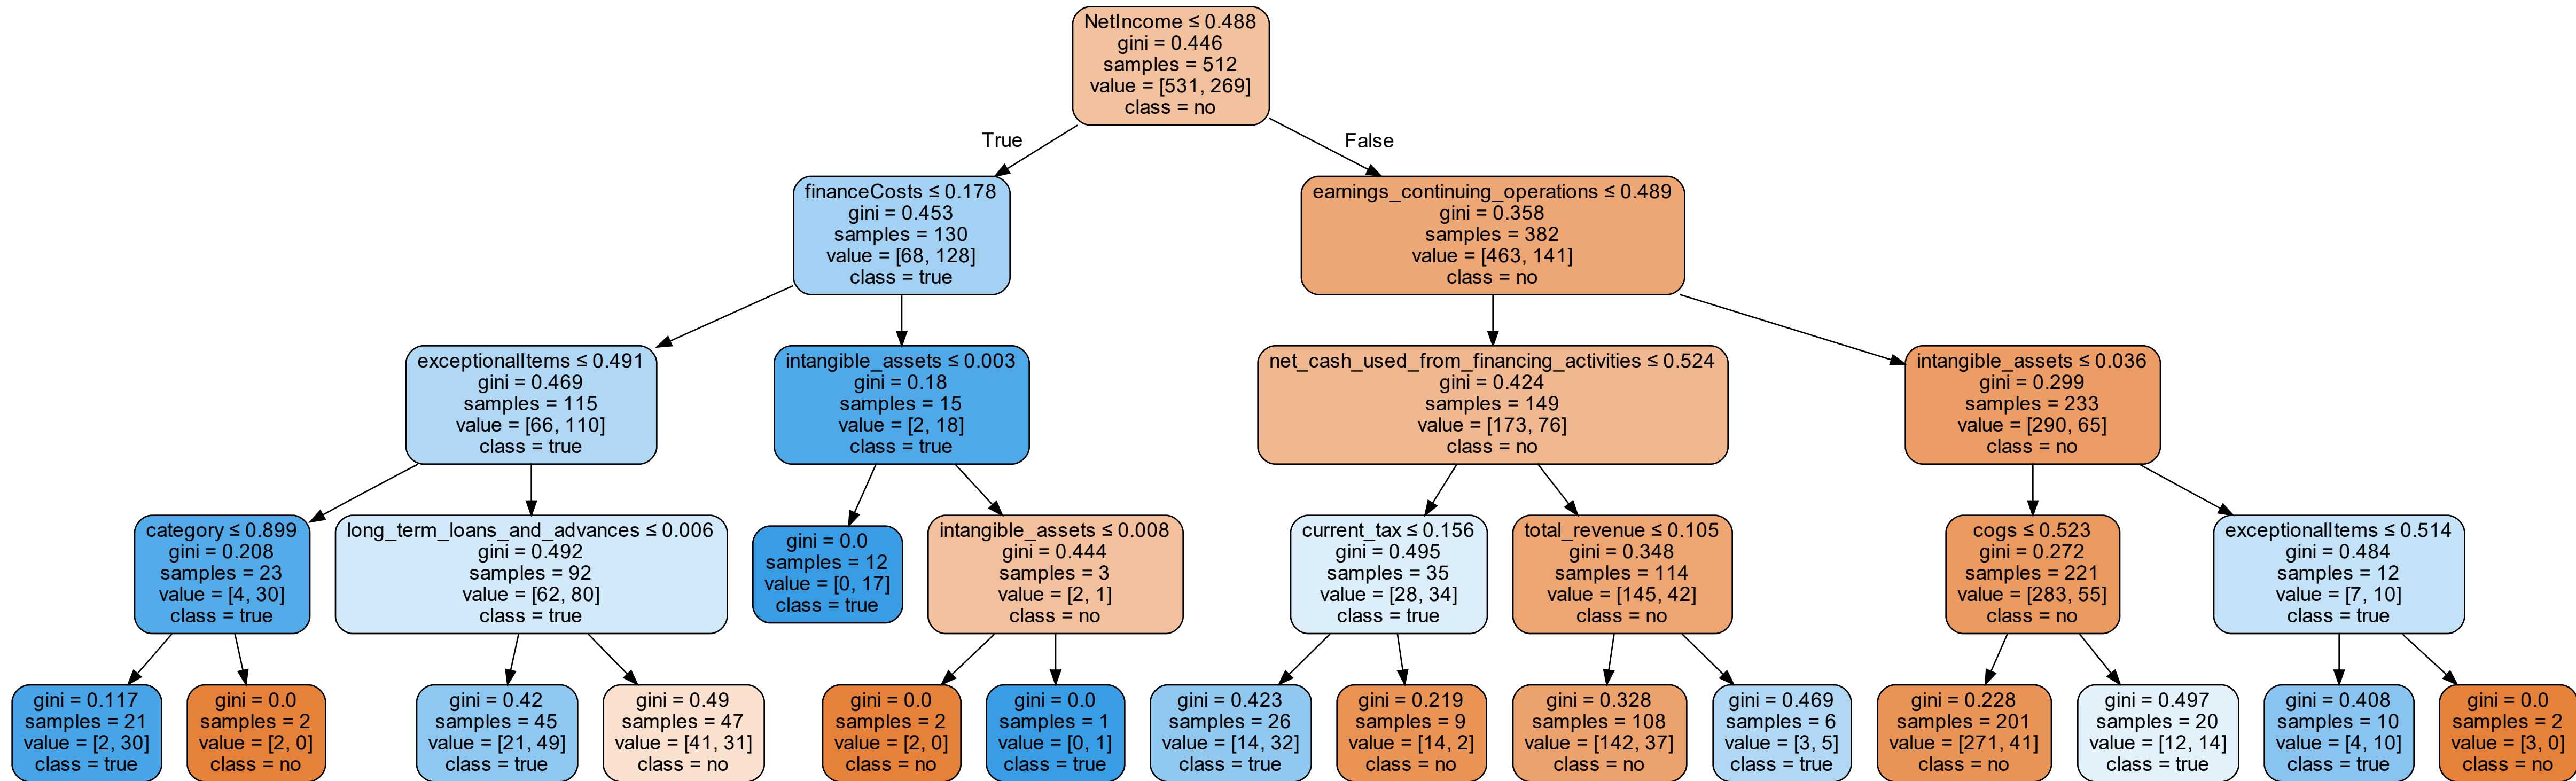 NetIncome ≤ 0.488
gini = 0.446
samples = 512
value = [531, 269]
class = no
True
False
financeCosts ≤ 0.178
gini = 0.453
samples = 130
value = [68, 128]
class = true
earnings_continuing_operations ≤ 0.489
gini = 0.358
samples = 382
value = [463, 141]
class = no
exceptionalItems ≤ 0.491
gini = 0.469
samples = 115
value = [66, 110]
class = true
intangible_assets ≤ 0.003
gini = 0.18
samples = 15
value = [2, 18]
class = true
net_cash_used_from_financing_activities ≤ 0.524
gini = 0.424
samples = 149
value = [173, 76]
class = no
intangible_assets ≤ 0.036
gini = 0.299
samples = 233
value = [290, 65]
class = no
category ≤ 0.899
gini = 0.208
samples = 23
value = [4, 30]
class = true
long_term_loans_and_advances ≤ 0.006
gini = 0.492
samples = 92
value = [62, 80]
class = true
gini = 0.0
samples = 12
value = [0, 17]
class = true
intangible_assets ≤ 0.008
gini = 0.444
samples = 3
value = [2, 1]
class = no
current_tax ≤ 0.156
gini = 0.495
samples = 35
value = [28, 34]
class = true
total_revenue ≤ 0.105
gini = 0.348
samples = 114
value = [145, 42]
class = no
cogs ≤ 0.523
gini = 0.272
samples = 221
value = [283, 55]
class = no
exceptionalItems ≤ 0.514
gini = 0.484
samples = 12
value = [7, 10]
class = true
gini = 0.117
samples = 21
value = [2, 30]
class = true
gini = 0.0
samples = 2
value = [2, 0]
class = no
gini = 0.42
samples = 45
value = [21, 49]
class = true
gini = 0.49
samples = 47
value = [41, 31]
class = no
gini = 0.0
samples = 2
value = [2, 0]
class = no
gini = 0.0
samples = 1
value = [0, 1]
class = true
gini = 0.423
samples = 26
value = [14, 32]
class = true
gini = 0.219
samples = 9
value = [14, 2]
class = no
gini = 0.328
samples = 108
value = [142, 37]
class = no
gini = 0.469
samples = 6
value = [3, 5]
class = true
gini = 0.228
samples = 201
value = [271, 41]
class = no
gini = 0.497
samples = 20
value = [12, 14]
class = true
gini = 0.408
samples = 10
value = [4, 10]
class = true
gini = 0.0
samples = 2
value = [3, 0]
class = no